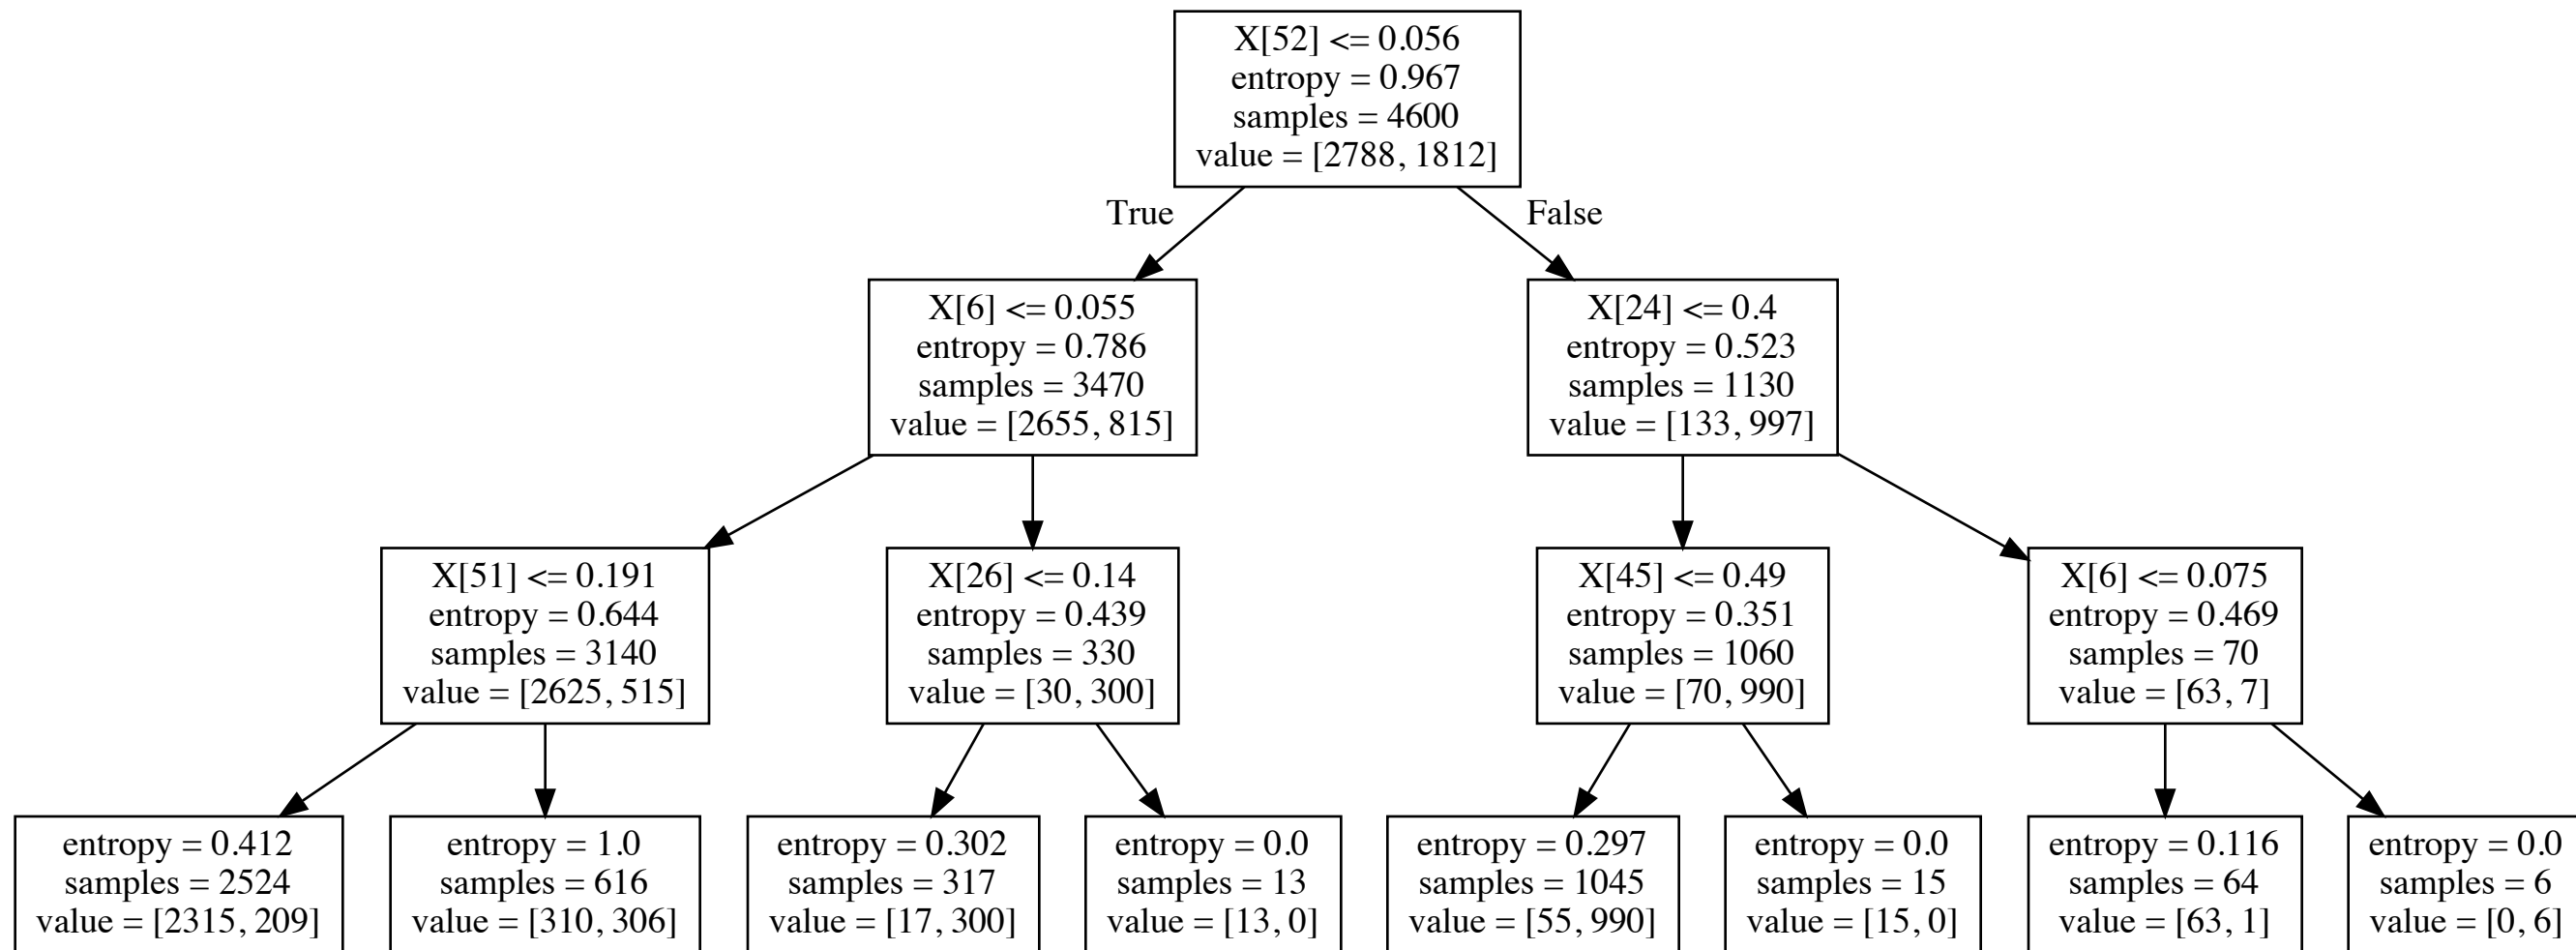 X[52] <= 0.056
entropy = 0.967
samples = 4600
value = [2788, 1812]
True
False
X[6] <= 0.055
entropy = 0.786
samples = 3470
value = [2655, 815]
X[24] <= 0.4
entropy = 0.523
samples = 1130
value = [133, 997]
X[51] <= 0.191
entropy = 0.644
samples = 3140
value = [2625, 515]
X[26] <= 0.14
entropy = 0.439
samples = 330
value = [30, 300]
X[45] <= 0.49
entropy = 0.351
samples = 1060
value = [70, 990]
X[6] <= 0.075
entropy = 0.469
samples = 70
value = [63, 7]
entropy = 0.412
samples = 2524
value = [2315, 209]
entropy = 1.0
samples = 616
value = [310, 306]
entropy = 0.302
samples = 317
value = [17, 300]
entropy = 0.0
samples = 13
value = [13, 0]
entropy = 0.297
samples = 1045
value = [55, 990]
entropy = 0.0
samples = 15
value = [15, 0]
entropy = 0.116
samples = 64
value = [63, 1]
entropy = 0.0
samples = 6
value = [0, 6]